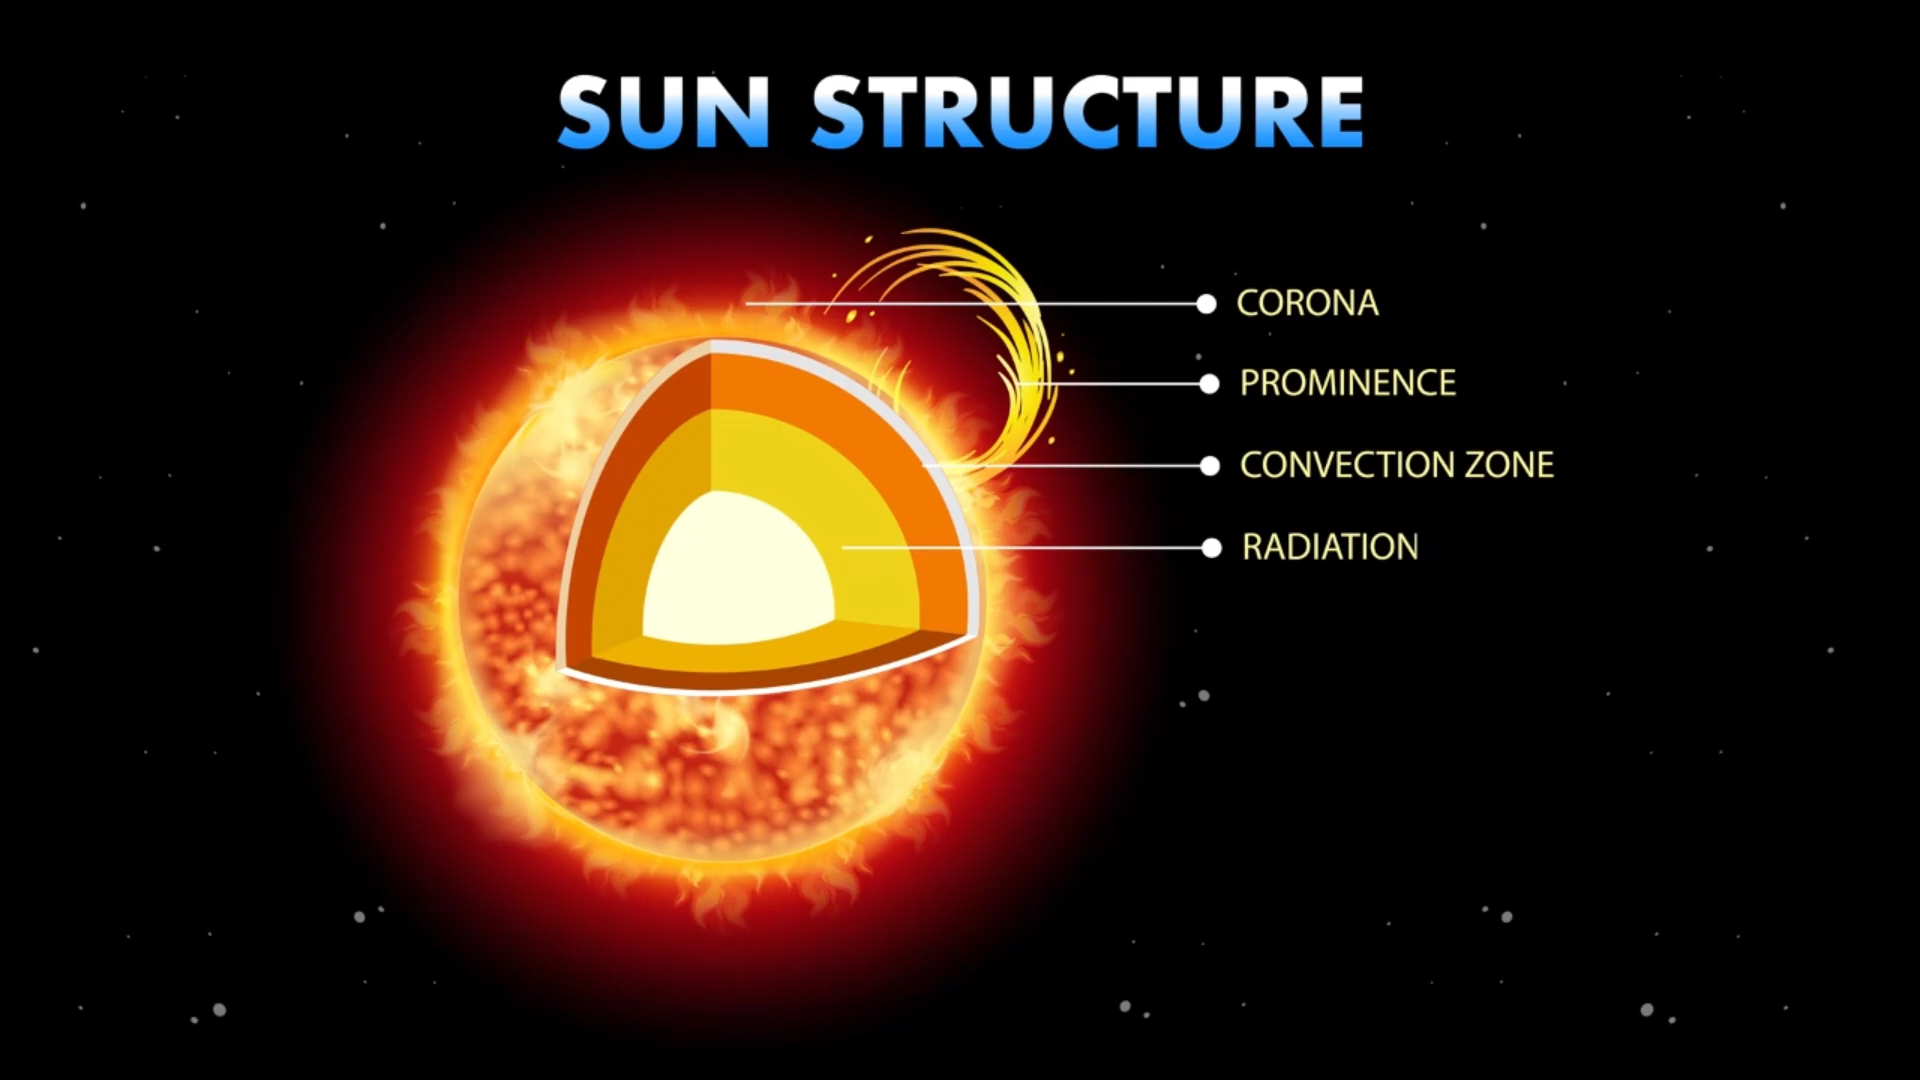 SUN STRUCTURE
CORONA
PROMINENCE
CONVECTION ZONE
RADIATION